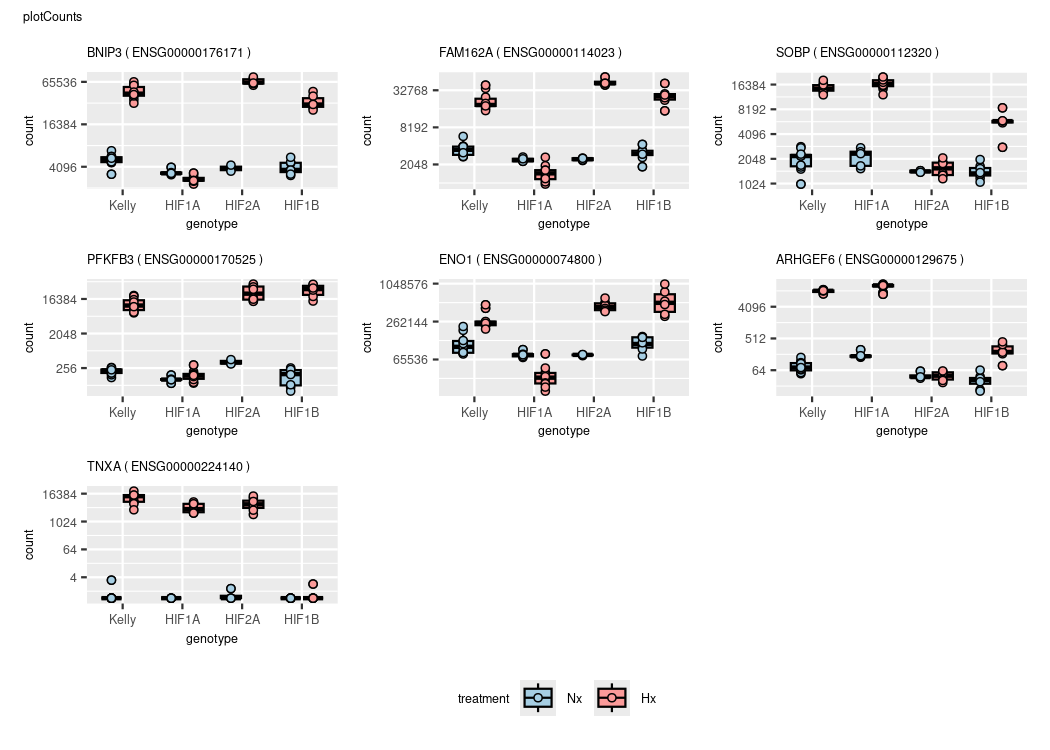 plotCounts
BNIP3 ( ENSG00000176171 )
count
65536
16384
4096
Kelly HIF1A HIF2A HIF1B
genotype
FAM162A ( ENSG00000114023 )
count
32768
8192
2048
Kelly HIF1A HIF2A HIF1B
genotype
SOBP ( ENSG00000112320 )
count
16384
8192
4096
2048
1024
Kelly HIF1A HIF2A HIF1B
genotype
PFKFB3 ( ENSG00000170525 )
count
16384
2048
256
Kelly HIF1A HIF2A HIF1B
genotype
ENO1 ( ENSG00000074800 )
count
1048576
262144
65536
Kelly HIF1A HIF2A HIF1B
genotype
ARHGEF6 ( ENSG00000129675 )
count
4096
512
64
Kelly HIF1A HIF2A HIF1B
genotype
TNXA ( ENSG00000224140 )
count
16384
1024
64
4
Kelly HIF1A HIF2A HIF1B
genotype
treatment Nx Hx